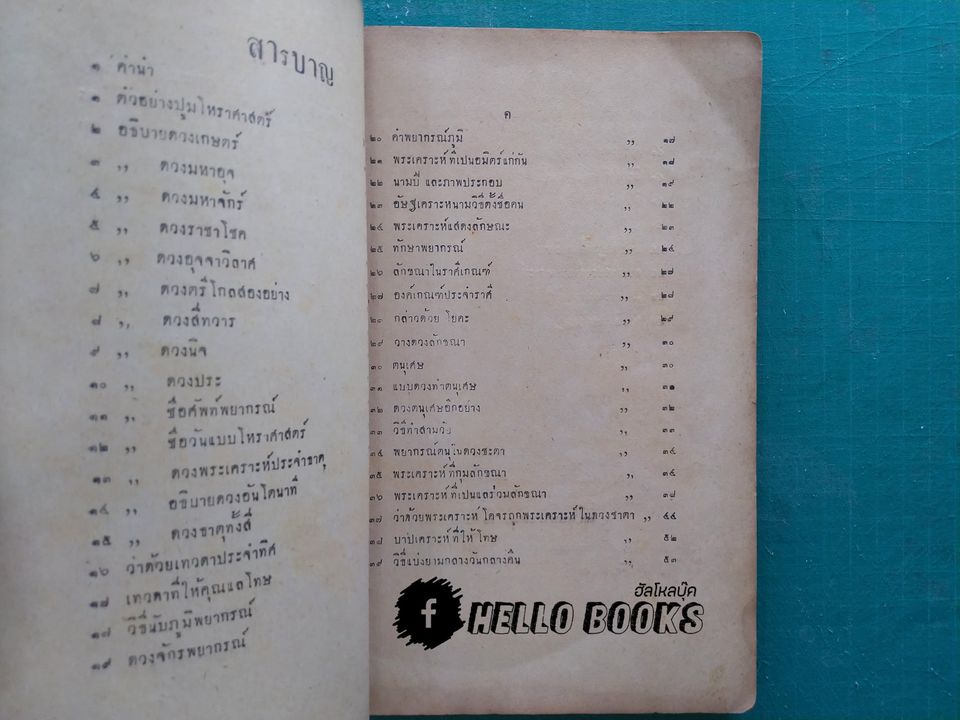 สารบาญ
๑ คำนำ
๑ ตัวอย่างปุมโหราศาสตร์
๒ อธิบายดวงเกษตร์
๓ ,, ดวงมหาอุจ
๔ ,, ดวงมหาจักร์
๕ ,, ดวงราชาโชค
๖ ,, ดวงอุจจาวิลาศ
๗ ,, ดวงตรีโกลสองอย่าง
๘ ,, ดวงสี่ทวาร
๙ ,, ดวงนิจ
๑๐ ,, ดวงประ
๑๑ ,, ชื่อศัพท์พยากรณ์
๑๒ ,, ชื่อวันแบบโหราศาสตร์
๑๓ ,, ดวงพระเคราะห์ประจำธาตุ
๑๔ ,, อธิบายดวงอันโตนาที
๑๕ ,, ดวงธาตุทั้งสี่
๑๖ ว่าด้วยเทวดาประจำทิศ
๑๗ เทวดาที่ให้คุณแลโทษ
๑๘ วิธีนับภูมิพยากรณ์
๑๙ ดวงจักรพยากรณ์
ค
๒๐ คำพยากรณ์ภูมิ ,, ๑๗
๒๑ พระเคราะห์ที่เปนอมิตร์แก่กัน ,, ๑๘
๒๒ นามปี และภาพประกอบ ,, ๑๙
๒๓ อัษฐเคราะหนามวิธีตั้งชื่อคน ,, ๒๒
๒๔ พระเคราะห์แสดงลักษณะ ,, ๒๓
๒๕ ทักษาพยากรณ์ ,, ๒๔
๒๖ ลักขณาในราศีเกณฑ์ ,, ๒๗
๒๗ องค์เกณฑ์ประจำราศี ,, ๒๘
๒๘ กล่าวด้วย โยคะ ,, ๒๙
๒๙ วางดวงลักขณา ,, ๓๐
๓๐ ตนุเศษ ,, ๓๐
๓๑ แบบดวงทำตนุเศษ ,, ๓๑
๓๒ ดวงตนุเศษอีกอย่าง ,, ๓๒
๓๓ วิธีทำสามวัย ,, ๓๓
๓๔ พยากรณ์ตนุในดวงชะตา ,, ๓๔
๓๕ พระเคราะห์ที่กุมลักขณา ,, ๓๔
๓๖ พระเคราะห์ที่เปนแลร่วมลักขณา ,, ๓๘
๓๗ ว่าด้วยพระเคราะห์ โคจรถูกพระเคราะห์ในดวงชาตา ,, ๔๔
๓๘ บาปเคราะห์ที่ให้โทษ ,, ๕๒
๓๙ วิธีแบ่งยามกลางวันกลางคืน ,, ๕๓
ฮัลโหลบุ๊ค
f HELLO BOOKS